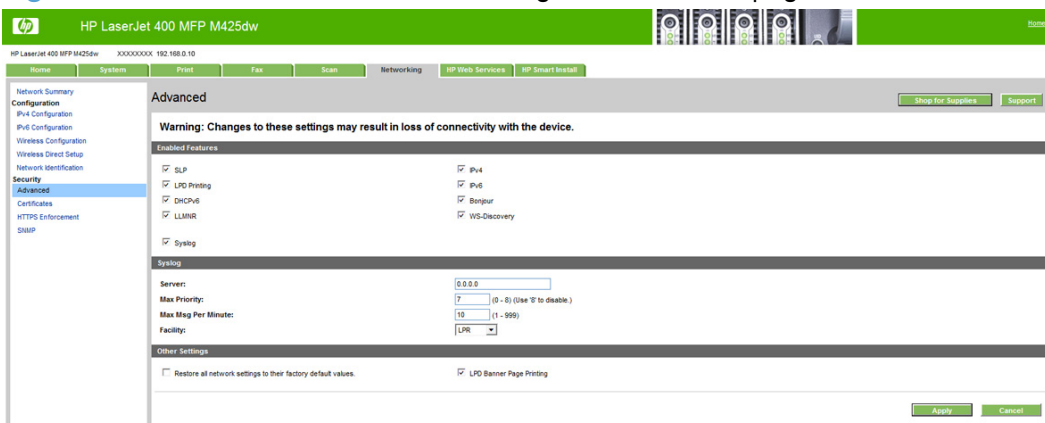 hp HP LaserJet 400 MFP M425dw Home
HP LaserJet 400 MFP M425dw XXXXXXXX 192.168.0.10
Home System Print Fax Scan Networking HP Web Services HP Smart Install
Network Summary
Configuration
IPv4 Configuration
IPv6 Configuration
Wireless Configuration
Wireless Direct Setup
Network Identification
Security
Advanced
Certificates
HTTPS Enforcement
SNMP
Advanced Shop for Supplies Support
Warning: Changes to these settings may result in loss of connectivity with the device.
Enabled Features
SLP IPv4
LPD Printing IPv6
DHCPv6 Bonjour
LLMNR WS-Discovery
Syslog
Syslog
Server: 0.0.0.0
Max Priority: 7 (0 - 8) (Use '8' to disable.)
Max Msg Per Minute: 10 (1 - 999)
Facility: LPR
Other Settings
Restore all network settings to their factory default values. LPD Banner Page Printing
Apply Cancel